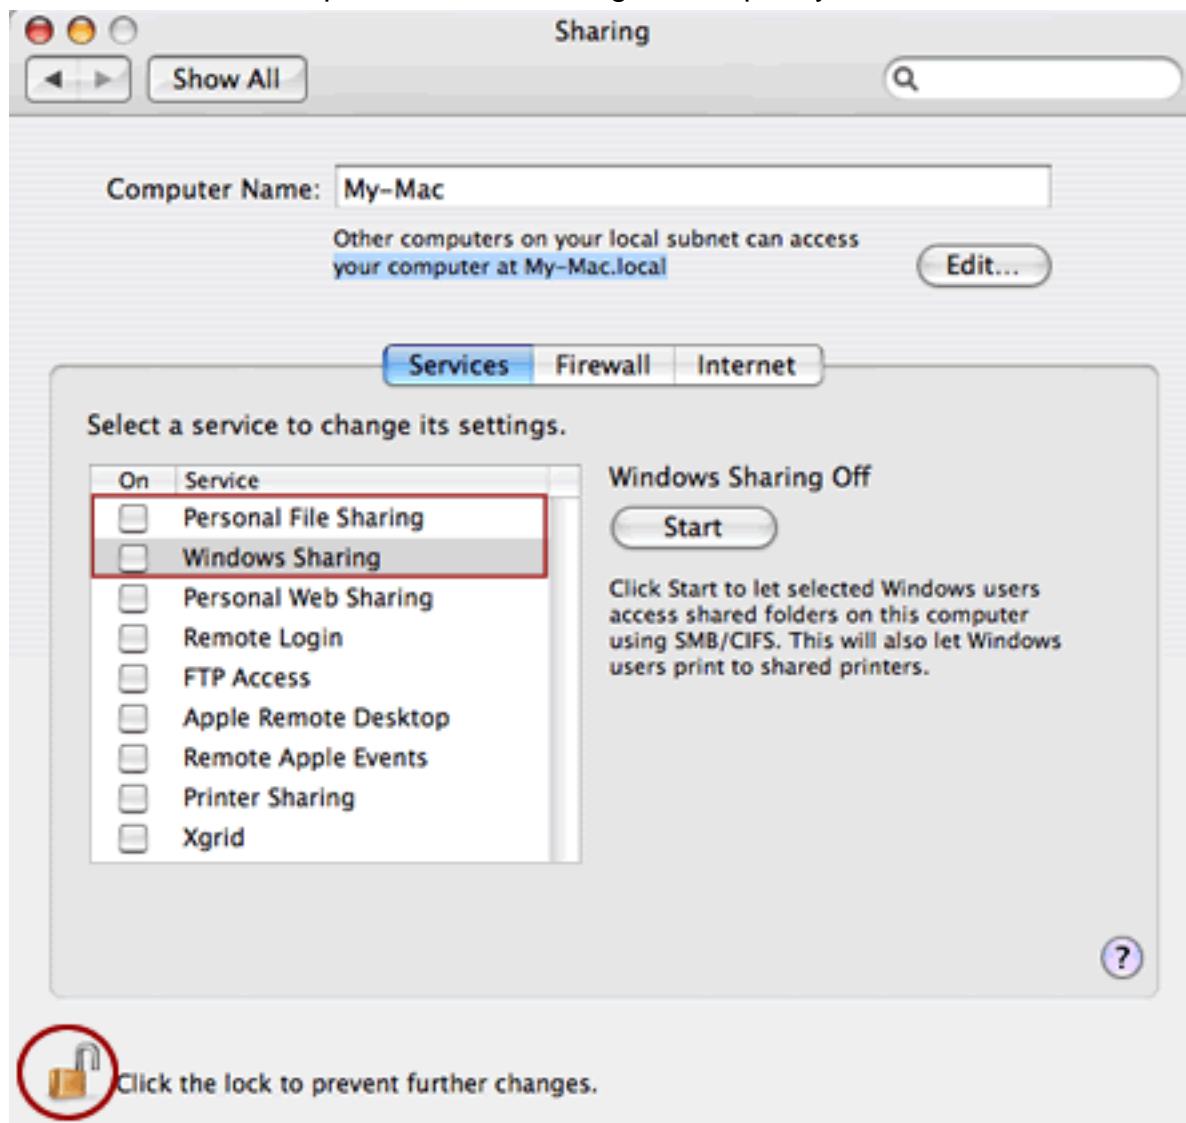 Sharing
Show All
Computer Name: My-Mac
Other computers on your local subnet can access
your computer at My-Mac.local
Edit...
Services Firewall Internet
Select a service to change its settings.
On Service
Personal File Sharing
Windows Sharing
Personal Web Sharing
Remote Login
FTP Access
Apple Remote Desktop
Remote Apple Events
Printer Sharing
Xgrid
Windows Sharing Off
Start
Click Start to let selected Windows users
access shared folders on this computer
using SMB/CIFS. This will also let Windows
users print to shared printers.
?
Click the lock to prevent further changes.